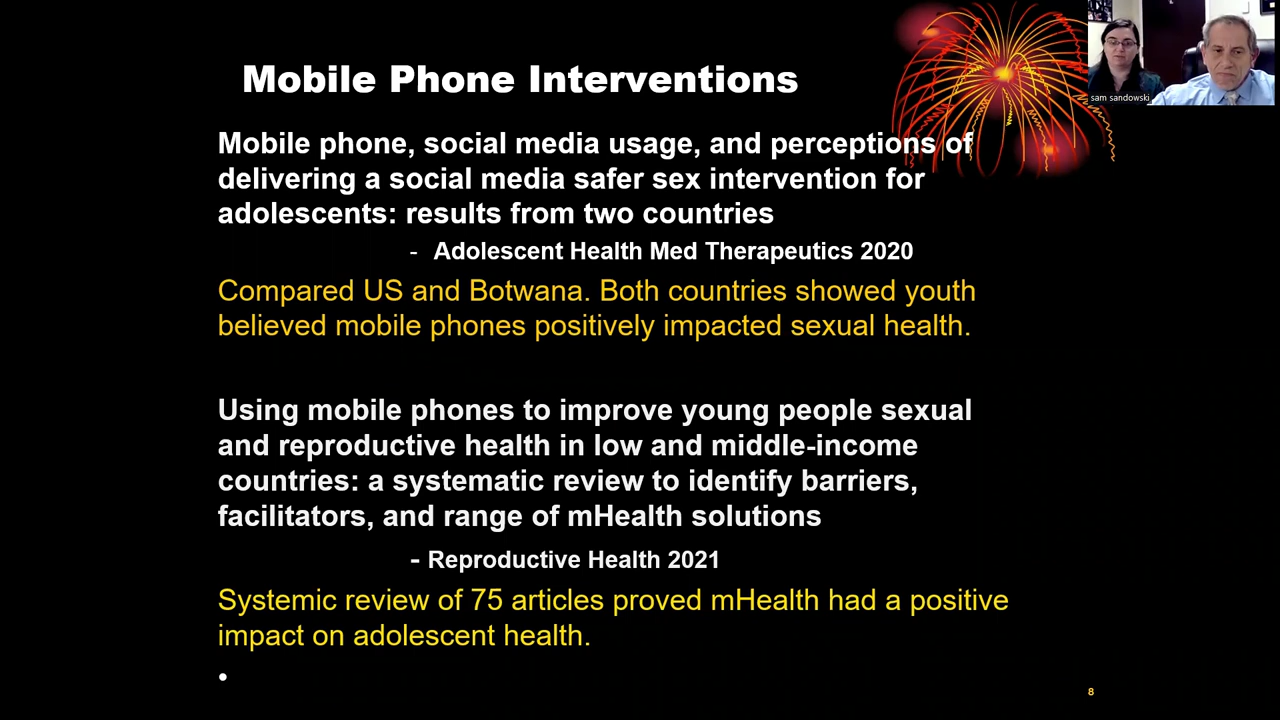 Mobile Phone Interventions
sam sandowski
Mobile phone, social media usage, and perceptions of
delivering a social media safer sex intervention for
adolescents: results from two countries
- Adolescent Health Med Therapeutics 2020
Compared US and Botwana. Both countries showed youth
believed mobile phones positively impacted sexual health.
Using mobile phones to improve young people sexual
and reproductive health in low and middle-income
countries: a systematic review to identify barriers,
facilitators, and range of mHealth solutions
- Reproductive Health 2021
Systemic review of 75 articles proved mHealth had a positive
impact on adolescent health.
•
8